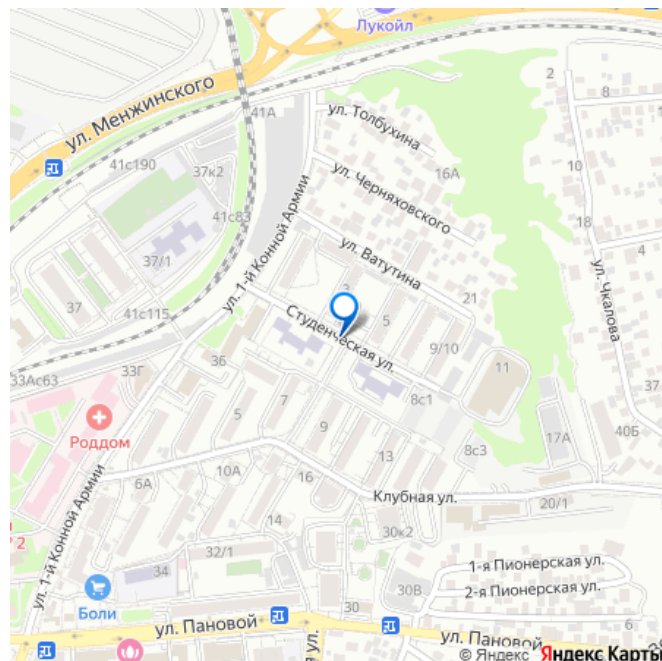 Лукойл
ул. Менжинского
41А
ул. Толбухина
2
8
41с190
37к2
16А
10
ул. Черняховского
41с83
18
4
37/1
ул. 1-й Конной Армии
ул. Ватутина
ул. Чкалова
37
3
21
41с115
Студенческая ул.
5
9/10
33Ас63
33Г
36
11
37
Роддом
5
7
8с1
9
17А
40Б
6А
10А
16
13
8с3
Клубная ул.
20/1
14
30к2
2
ул. 1-й Конной Армии
32/1
34
1-я Пионерская ул.
2-я Пионерская ул.
Боли
30
30В
ул. Пановой
ул. Пановой
6
© Яндекс Яндекс Карты